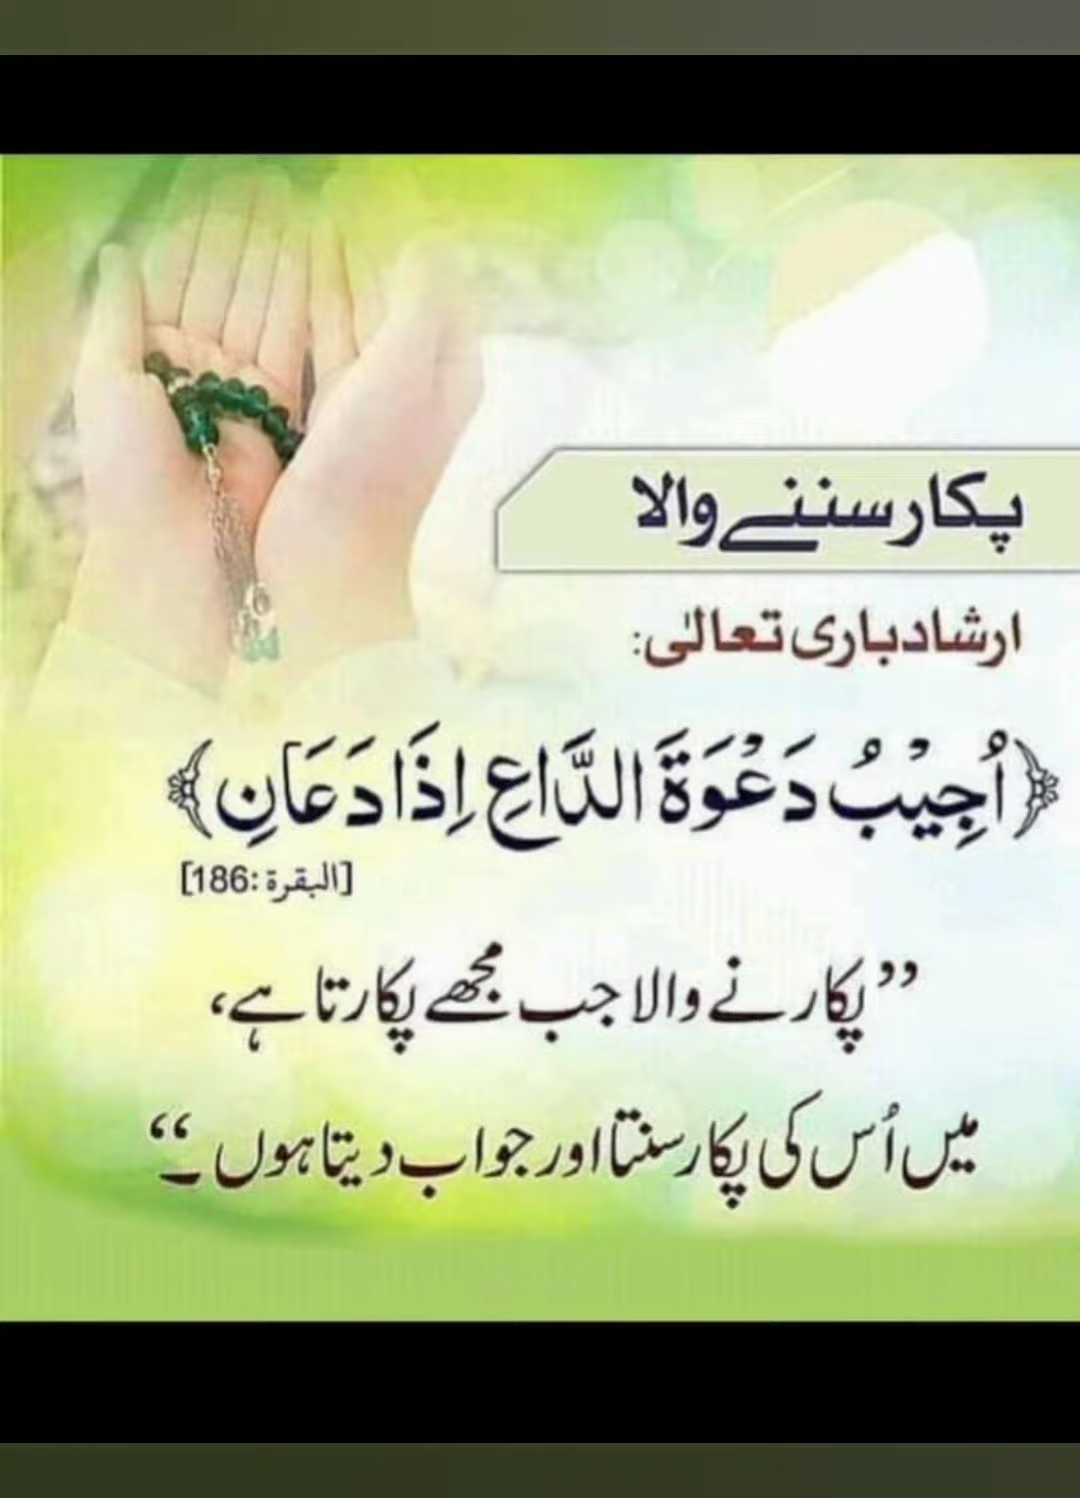 پکار سننے والا
ارشاد باری تعالیٰ:
﴿اُجِيْبُ دَعْوَةَ الدَّاعِ اِذَا دَعَانِ﴾
[البقرة:186]
”پکارنے والا جب مجھے پکارتا ہے،
میں اُس کی پکار سنتا اور جواب دیتا ہوں۔“